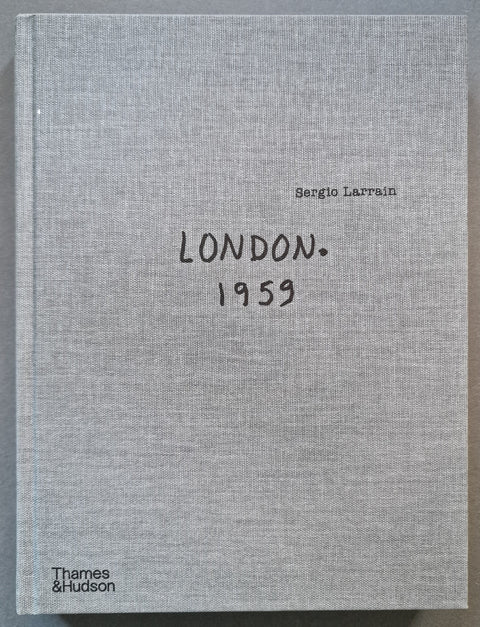 Sergio Larrain
LONDON.
1959
Thames
&Hudson